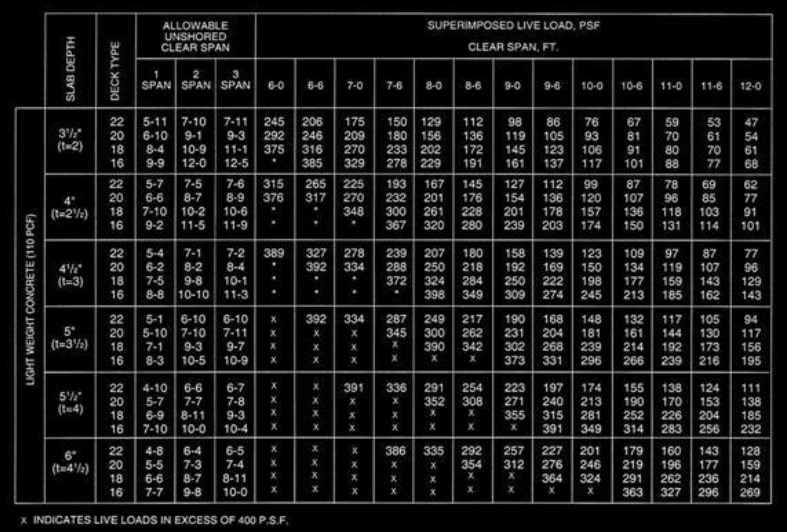 ALLOWABLE UNSHORED CLEAR SPAN SUPERIMPOSED LIVE LOAD, PSF
CLEAR SPAN, FT.
SLAB DEPTH DECK TYPE 1 SPAN 2 SPAN 3 SPAN 6-0 6-6 7-0 7-6 8-0 8-6 9-0 9-6 10-0 10-6 11-0 11-6 12-0
LIGHT WEIGHT CONCRETE (110 PCF)
3½" (t=2)
22 5-11 7-10 7-11 245 206 175 150 129 112 98 86 76 67 59 53 47
20 6-10 9-1 9-3 292 246 209 180 156 136 119 105 93 81 70 61 54
18 8-4 10-9 11-1 375 316 270 233 202 172 145 123 106 91 80 70 61
16 9-9 12-0 12-5 * 385 329 278 229 191 161 137 117 101 88 77 68
4" (t=2½)
22 5-7 7-5 7-6 315 265 225 193 167 145 127 112 99 87 78 69 62
20 6-6 8-7 8-9 376 317 270 232 201 176 154 136 120 107 96 85 77
18 7-10 10-2 10-6 * * 348 300 261 228 201 178 157 136 118 103 91
16 9-2 11-5 11-9 * * * 367 320 280 239 203 174 150 131 114 101
4½" (t=3)
22 5-4 7-1 7-2 389 327 278 239 207 180 158 139 123 109 97 87 77
20 6-2 8-2 8-4 * 392 334 288 250 218 192 169 150 134 119 107 96
18 7-5 9-8 10-1 * * * 372 324 284 250 222 198 177 159 143 129
16 8-8 10-10 11-3 * * * * 398 349 309 274 245 213 185 162 143
5" (t=3½)
22 5-1 6-10 6-10 x 392 334 287 249 217 190 168 148 132 117 105 94
20 5-10 7-10 7-11 x x x 345 300 262 231 204 181 161 144 130 117
18 7-1 9-3 9-7 x x x x 390 342 302 268 239 214 192 173 156
16 8-3 10-5 10-9 x x x x x x 373 331 296 266 239 216 195
5½" (t=4)
22 4-10 6-6 6-7 x x 391 336 291 254 223 197 174 155 138 124 111
20 5-7 7-7 7-8 x x x x 352 308 271 240 213 190 170 153 138
18 6-9 8-11 9-3 x x x x x x 355 315 281 252 226 204 185
16 7-10 10-0 10-4 x x x x x x x 391 349 314 283 256 232
6" (t=4½)
22 4-8 6-4 6-5 x x x 386 335 292 257 227 201 179 160 143 128
20 5-5 7-3 7-4 x x x x x 354 312 276 246 219 196 177 159
18 6-6 8-7 8-11 x x x x x x x 364 324 291 262 236 214
16 7-7 9-8 10-0 x x x x x x x x x 363 327 296 269
x INDICATES LIVE LOADS IN EXCESS OF 400 P.S.F.